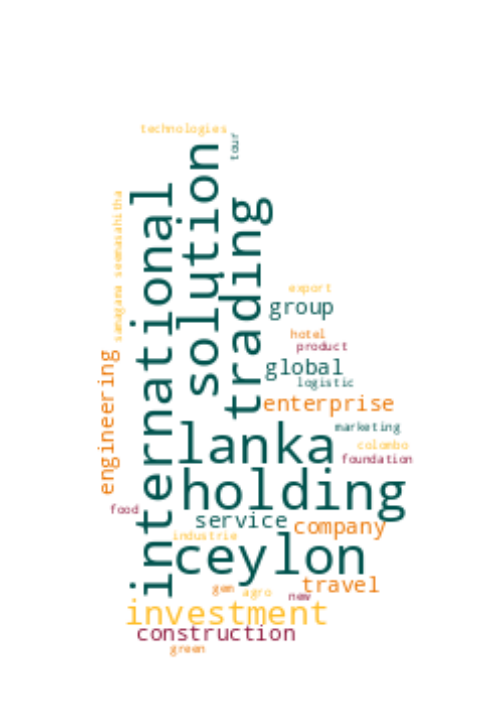 technologies
tour
solution
international
samagama seemasahitha
trading
export
group
hotel
product
global
logistic
engineering
enterprise
marketing
lanka
colombo
foundation
holding
food
service
company
industrie
ceylon
travel
gem
agro
new
investment
construction
green